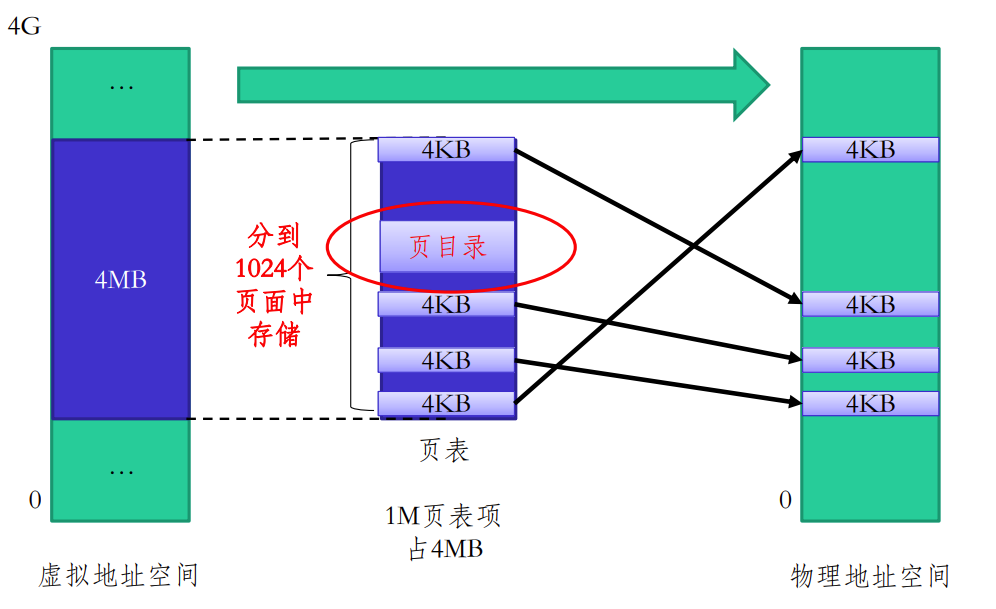 4G
…
4MB
…
0
虚拟地址空间
分到
1024个
页面中
存储
4KB
页目录
4KB
4KB
4KB
页表
1M页表项
占4MB
4KB
4KB
4KB
4KB
0
物理地址空间